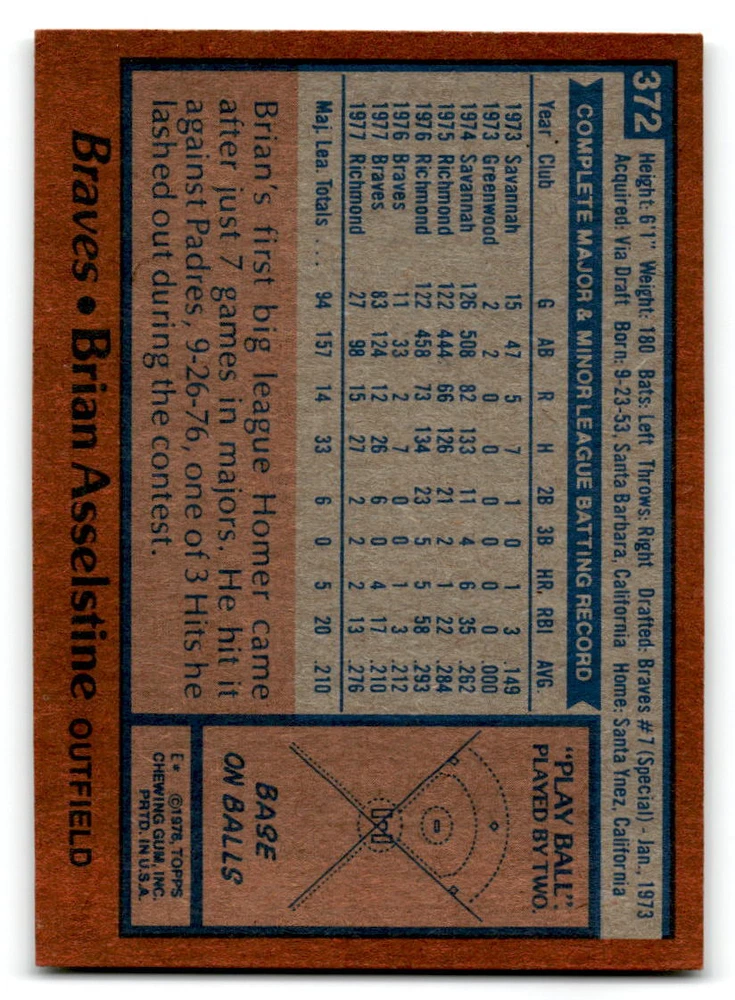 372
Height: 6'1" Weight: 180 Bats: Left Throws: Right Drafted: Braves #7 (Special) - Jan., 1973
Acquired: Via Draft Born: 9-23-53, Santa Barbara, California Home: Santa Ynez, California
COMPLETE MAJOR & MINOR LEAGUE BATTING RECORD
Year Club G AB R H 2B 3B HR. RBI AVG
1973 Savannah 15 47 5 7 1 0 1 3 .149
1973 Greenwood 2 2 0 0 0 0 0 0 .000
1974 Savannah 126 508 82 133 11 4 6 35 .262
1975 Richmond 122 444 66 126 21 2 1 22 .284
1976 Richmond 122 458 73 134 23 5 5 58 .293
1976 Braves 11 33 2 7 0 0 1 3 .212
1977 Braves 83 124 12 26 6 0 4 17 .210
1977 Richmond 27 98 15 27 2 2 2 13 .276
Maj. Lea. Totals . . . 94 157 14 33 6 0 5 20 .210
Brian's first big league Homer came
after just 7 games in majors. He hit it
against Padres, 9-26-76, one of 3 Hits he
lashed out during the contest.
"PLAY BALL":
PLAYED BY TWO.
BASE
ON BALLS
E* ©1978, TOPPS
CHEWING GUM, INC.
PRTD. IN U.S.A.
Braves • Brian Asselstine OUTFIELD